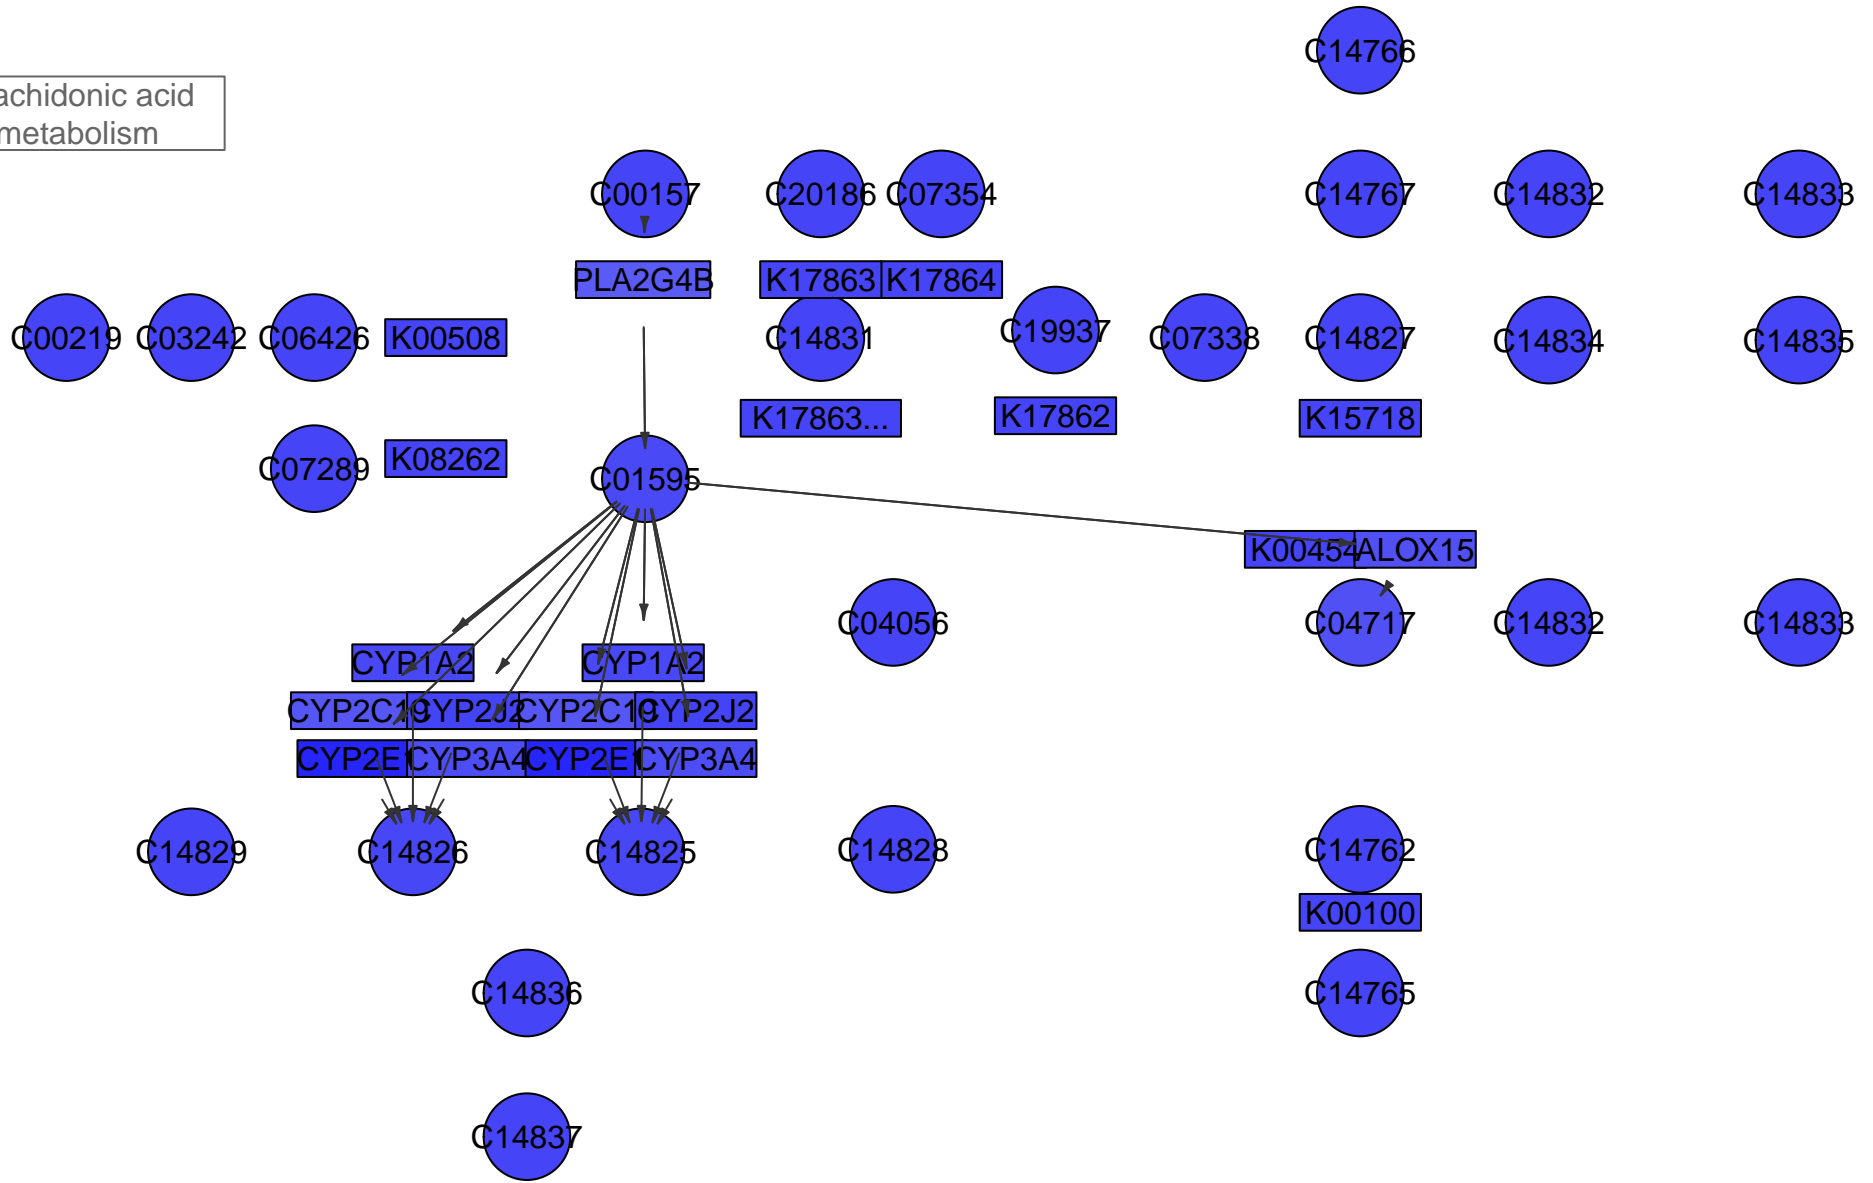 C14766
achidonic acid
metabolism
C00157
C20186
C07354
C14767
C14832
C14833
PLA2G4B
K17863
K17864
C00219
C03242
C06426
K00508
C14831
C19937
C07338
C14827
C14834
C14835
K17863...
K17862
K15718
C07289
K08262
C01595
K00454
ALOX15
C04056
C04717
C14832
C14833
CYP1A2
CYP1A2
CYP2C19
CYP2J2
CYP2C19
CYP2J2
CYP2E1
CYP3A4
CYP2E1
CYP3A4
C14829
C14826
C14825
C14828
C14762
K00100
C14836
C14765
C14837